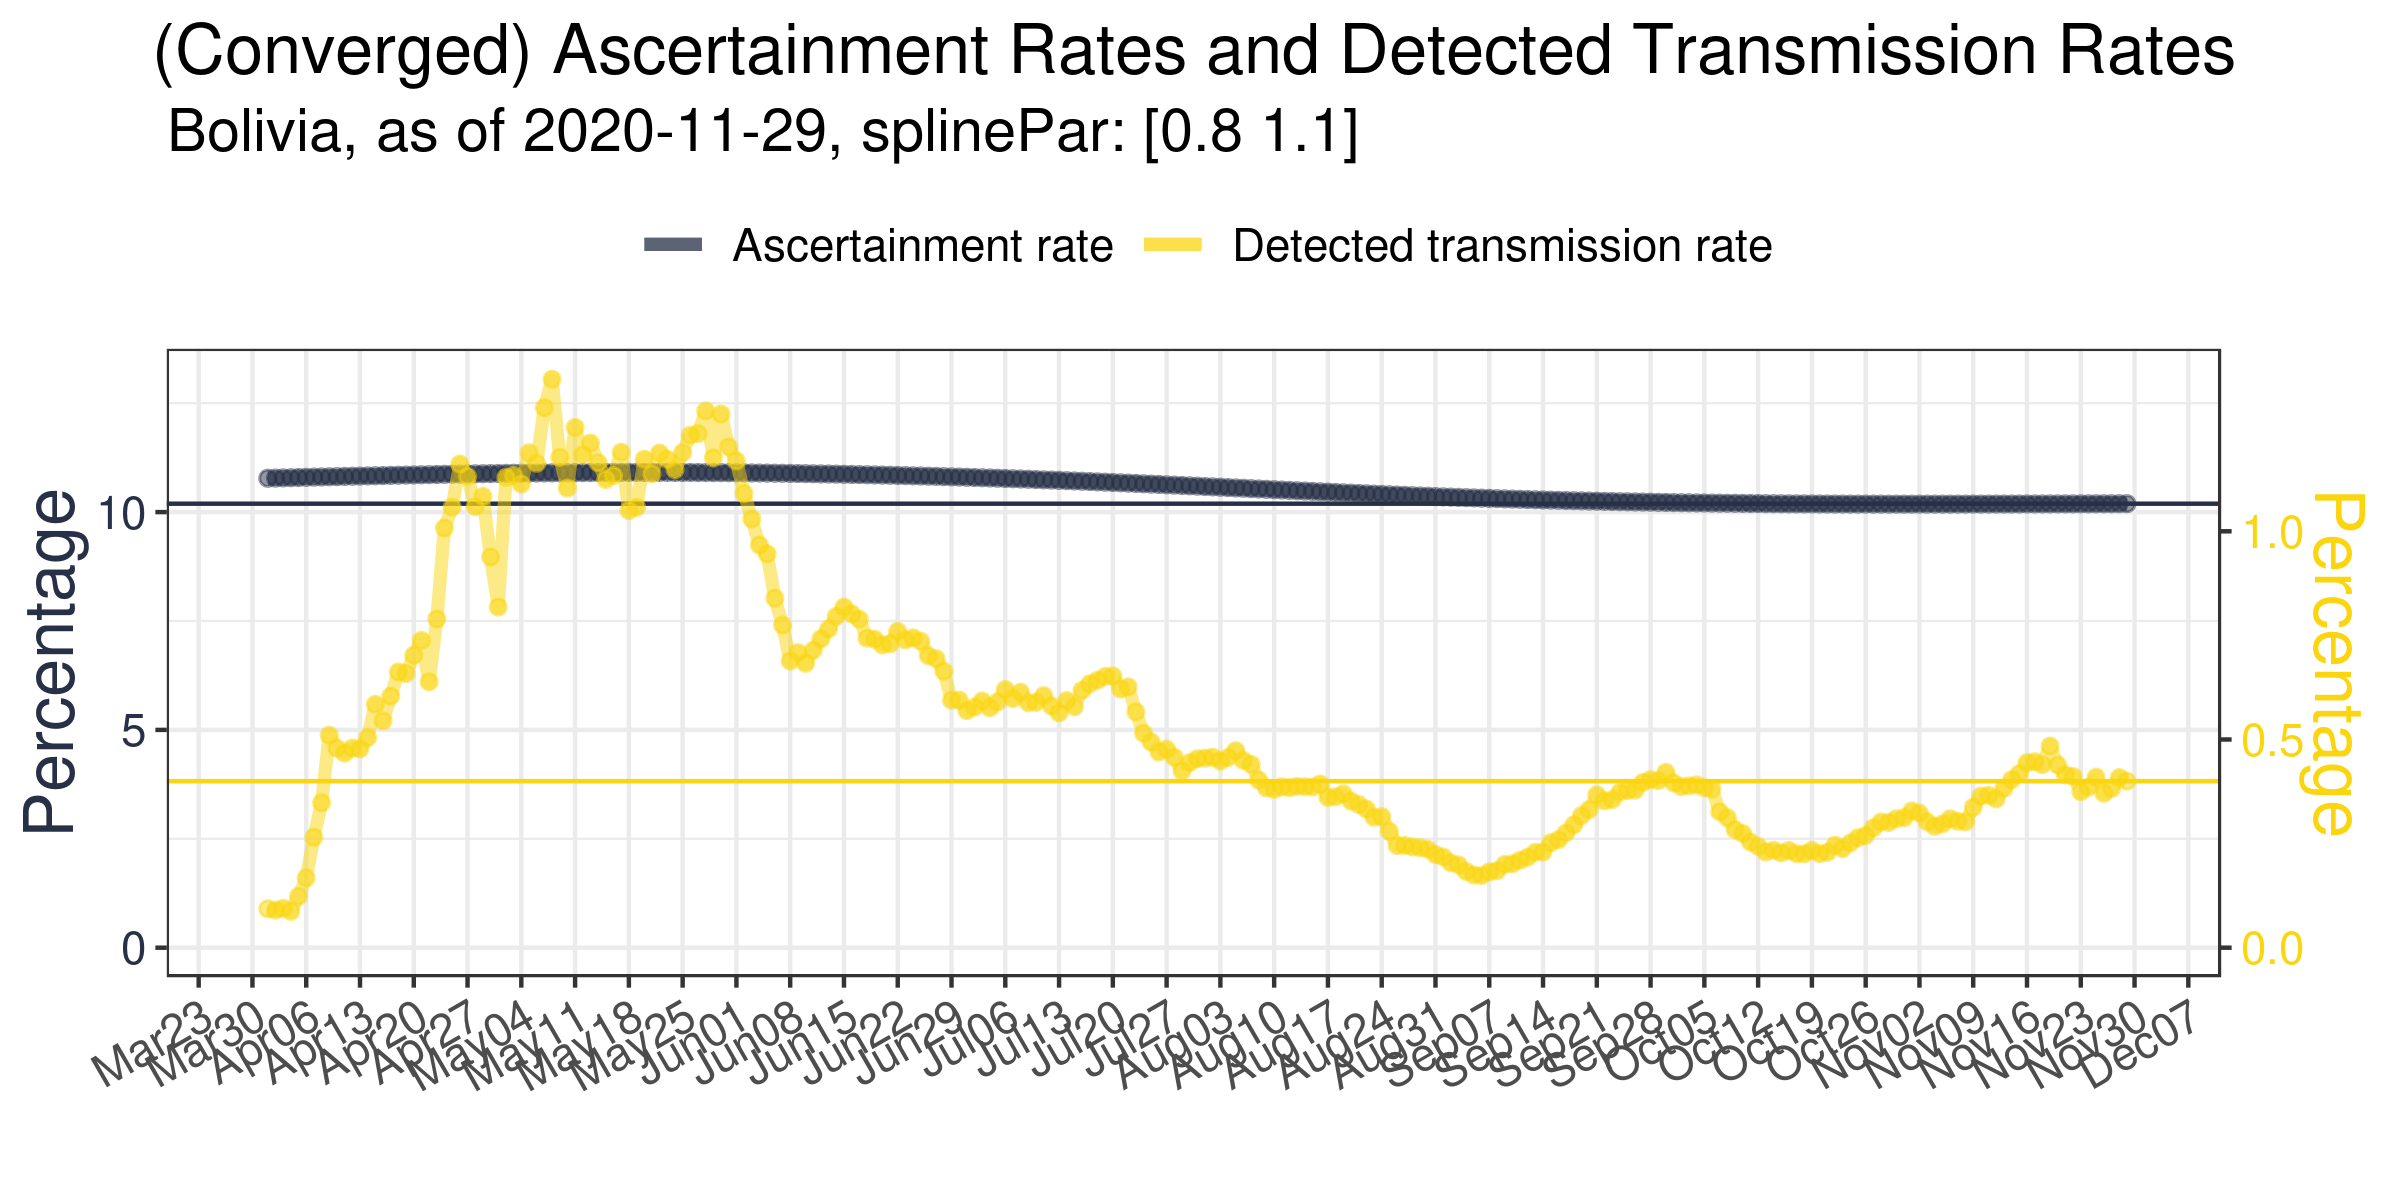 (Converged) Ascertainment Rates and Detected Transmission Rates
Bolivia, as of 2020-11-29, splinePar: [0.8 1.1]
Ascertainment rate
Detected transmission rate
Percentage
10
5
0
1.0
0.5
0.0
Percentage
Mar23
Mar30
Apr06
Apr13
Apr20
Apr27
May04
May11
May18
May25
Jun01
Jun08
Jun15
Jun22
Jun29
Jul06
Jul13
Jul20
Jul27
Aug03
Aug10
Aug17
Aug24
Aug31
Sep07
Sep14
Sep21
Sep28
Oct05
Oct12
Oct19
Oct26
Nov02
Nov09
Nov16
Nov23
Nov30
Dec07